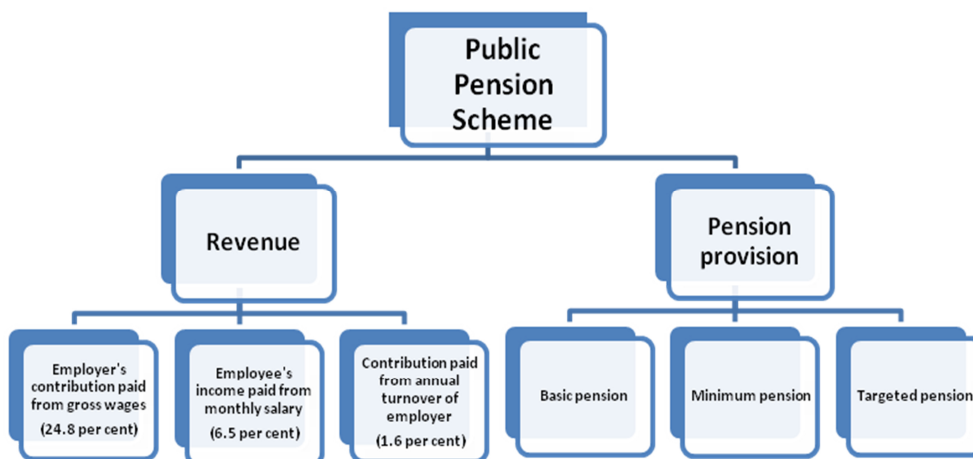 Public
Pension
Scheme
Revenue
Pension
provision
Employer's
contribution paid
from gross wages
(24.8 per cent)
Employee's
income paid from
monthly salary
(6.5 per cent)
Contribution paid
from annual
turnover of
employer
(1.6 per cent)
Basic pension
Minimum pension
Targeted pension